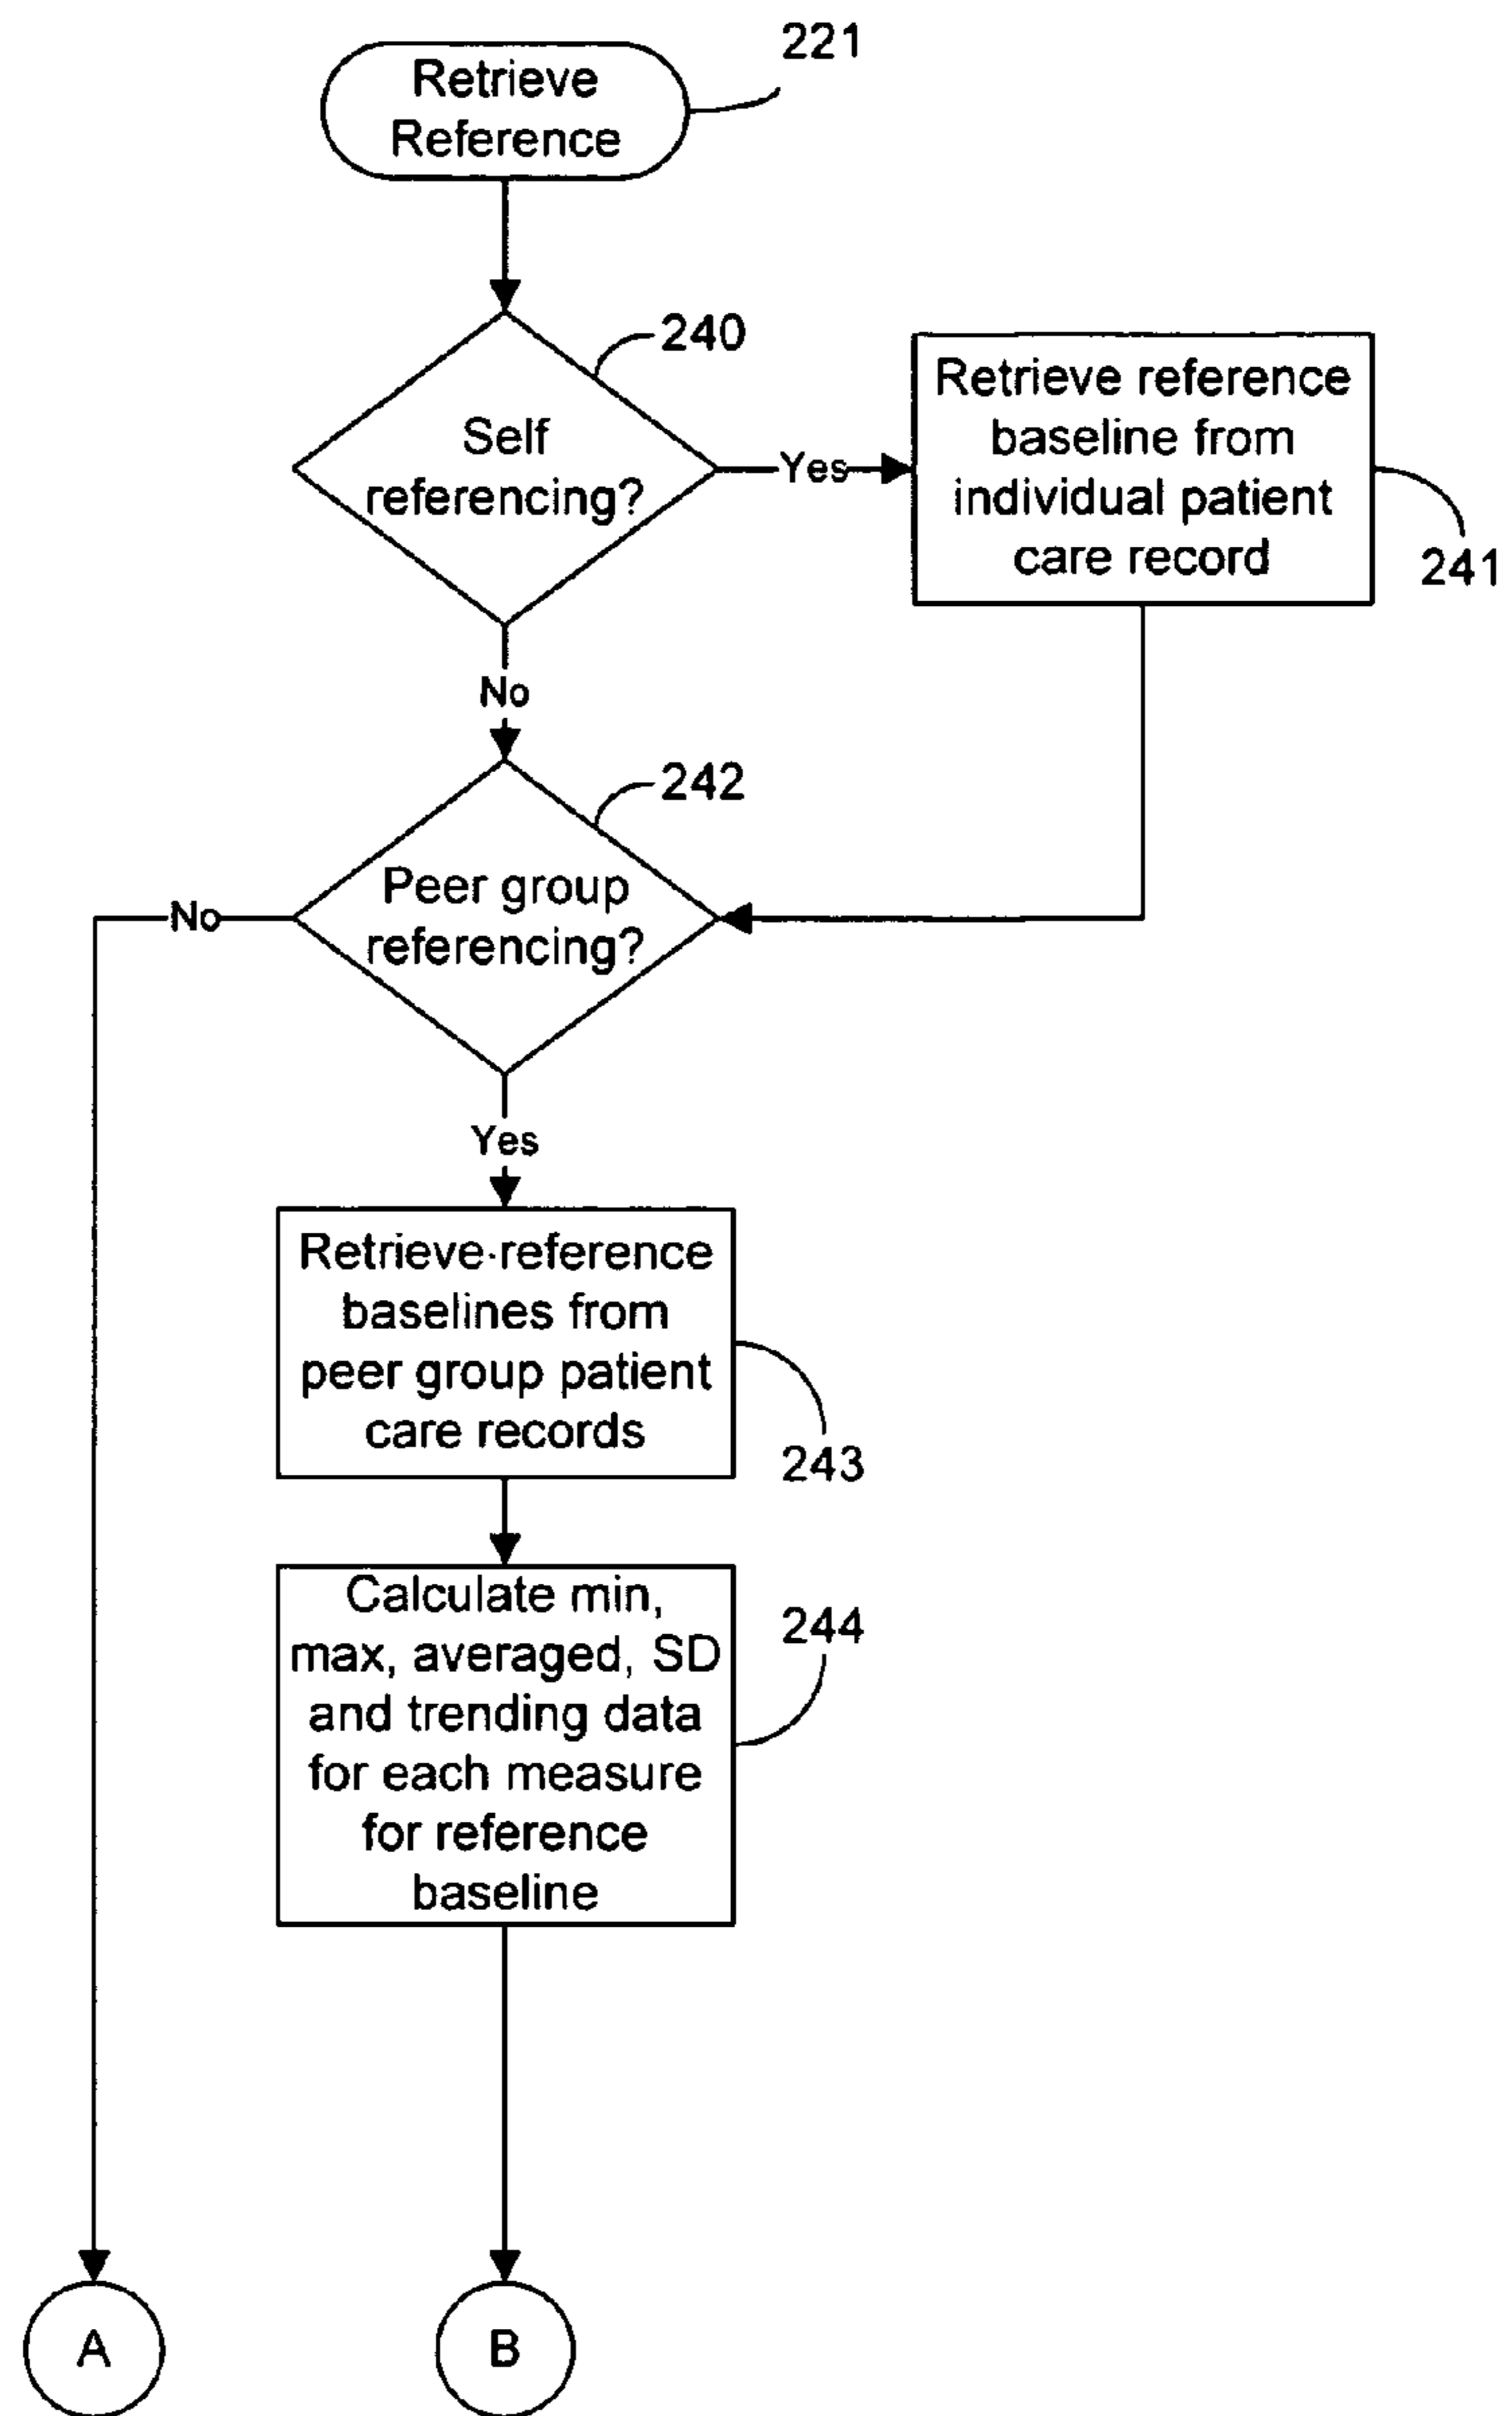 221
Retrieve
Reference
240
Self
referencing?
Yes
Retrieve reference
baseline from
individual patient
care record
241
No
242
Peer group
referencing?
No
Yes
Retrieve reference
baselines from
peer group patient
care records
243
Calculate min,
max, averaged, SD
and trending data
for each measure
for reference
baseline
244
A
B